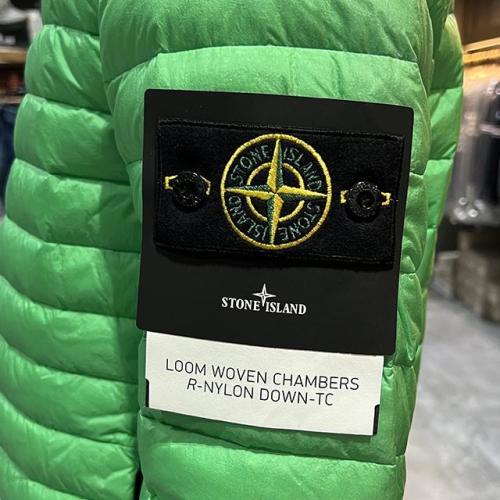 STONE ISLAND
STONE ISLAND
STONE ISLAND
LOOM WOVEN CHAMBERS
R-NYLON DOWN-TC